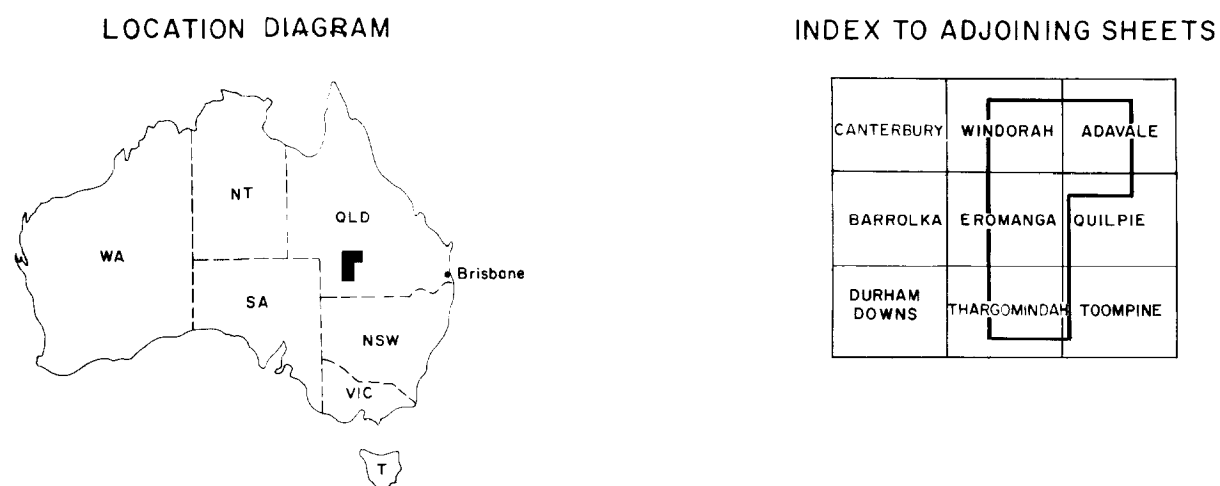 LOCATION DIAGRAM
NT
QLD
WA
Brisbane
SA
NSW
VIC
T
INDEX TO ADJOINING SHEETS
CANTERBURY WINDORAH ADAVALE
BARROLKA EROMANGA QUILPIE
DURHAM
DOWNS THARGOMINDAH TOOMPINE